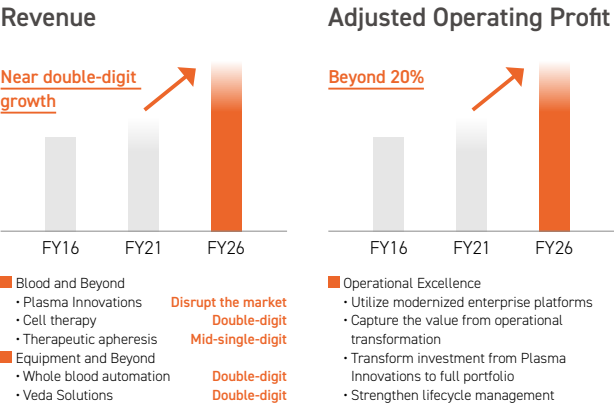 Revenue
Near double-digit
growth
FY16 FY21 FY26
Blood and Beyond
・Plasma Innovations Disrupt the market
・Cell therapy Double-digit
・Therapeutic apheresis Mid-single-digit
Equipment and Beyond
・Whole blood automation Double-digit
・Veda Solutions Double-digit
Adjusted Operating Profit
Beyond 20%
FY16 FY21 FY26
Operational Excellence
・Utilize modernized enterprise platforms
・Capture the value from operational
transformation
・Transform investment from Plasma
Innovations to full portfolio
・Strengthen lifecycle management